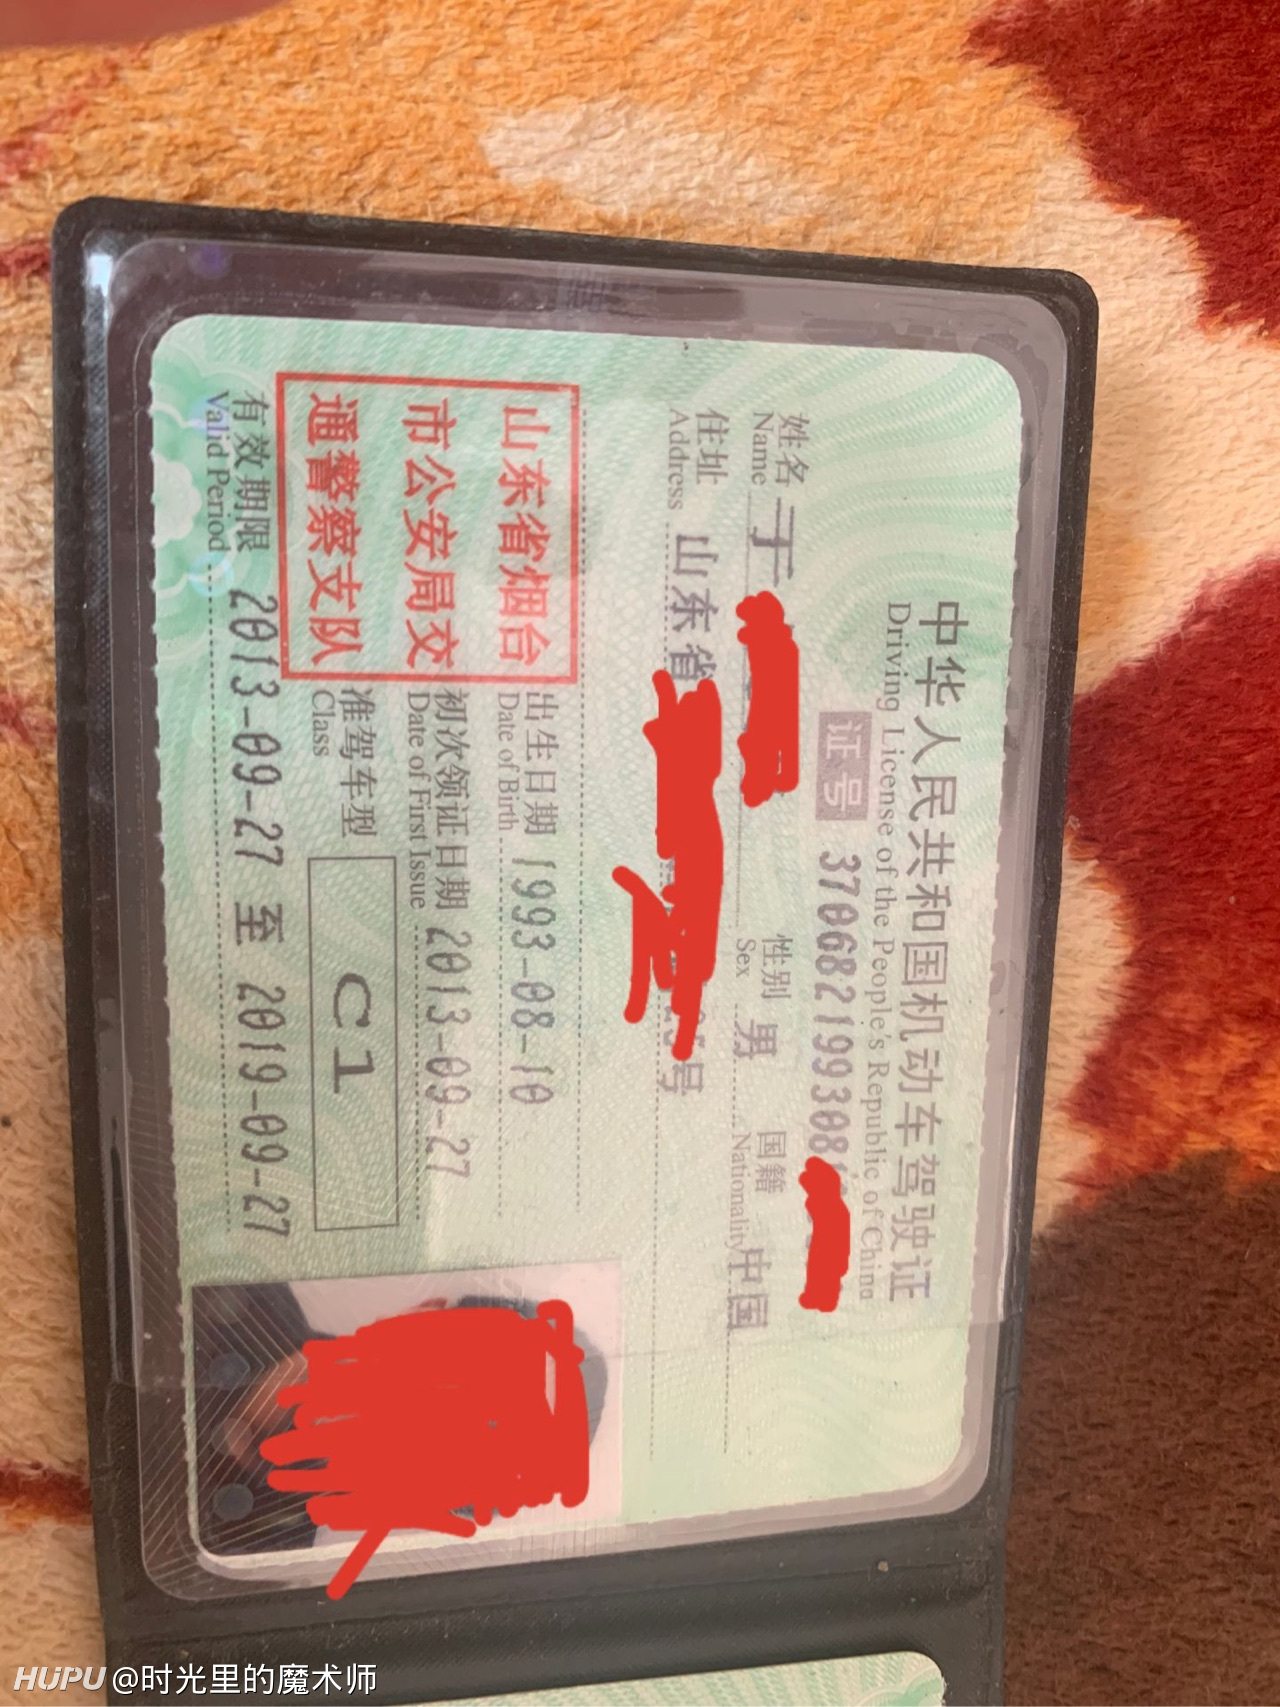 中华人民共和国机动车驾驶证
Driving License of the People's Republic of China
证号 3706821993081
姓名 于
Name
性别 男
Sex
国籍 中国
Nationality
住址 山东省
Address
号
山东省烟台
市公安局交
通警察支队
出生日期 1993-08-10
Date of Birth
初次领证日期 2013-09-27
Date of First Issue
准驾车型 C1
Class
有效期限 2013-09-27 至 2019-09-27
Valid Period
HUPU @时光里的魔术师